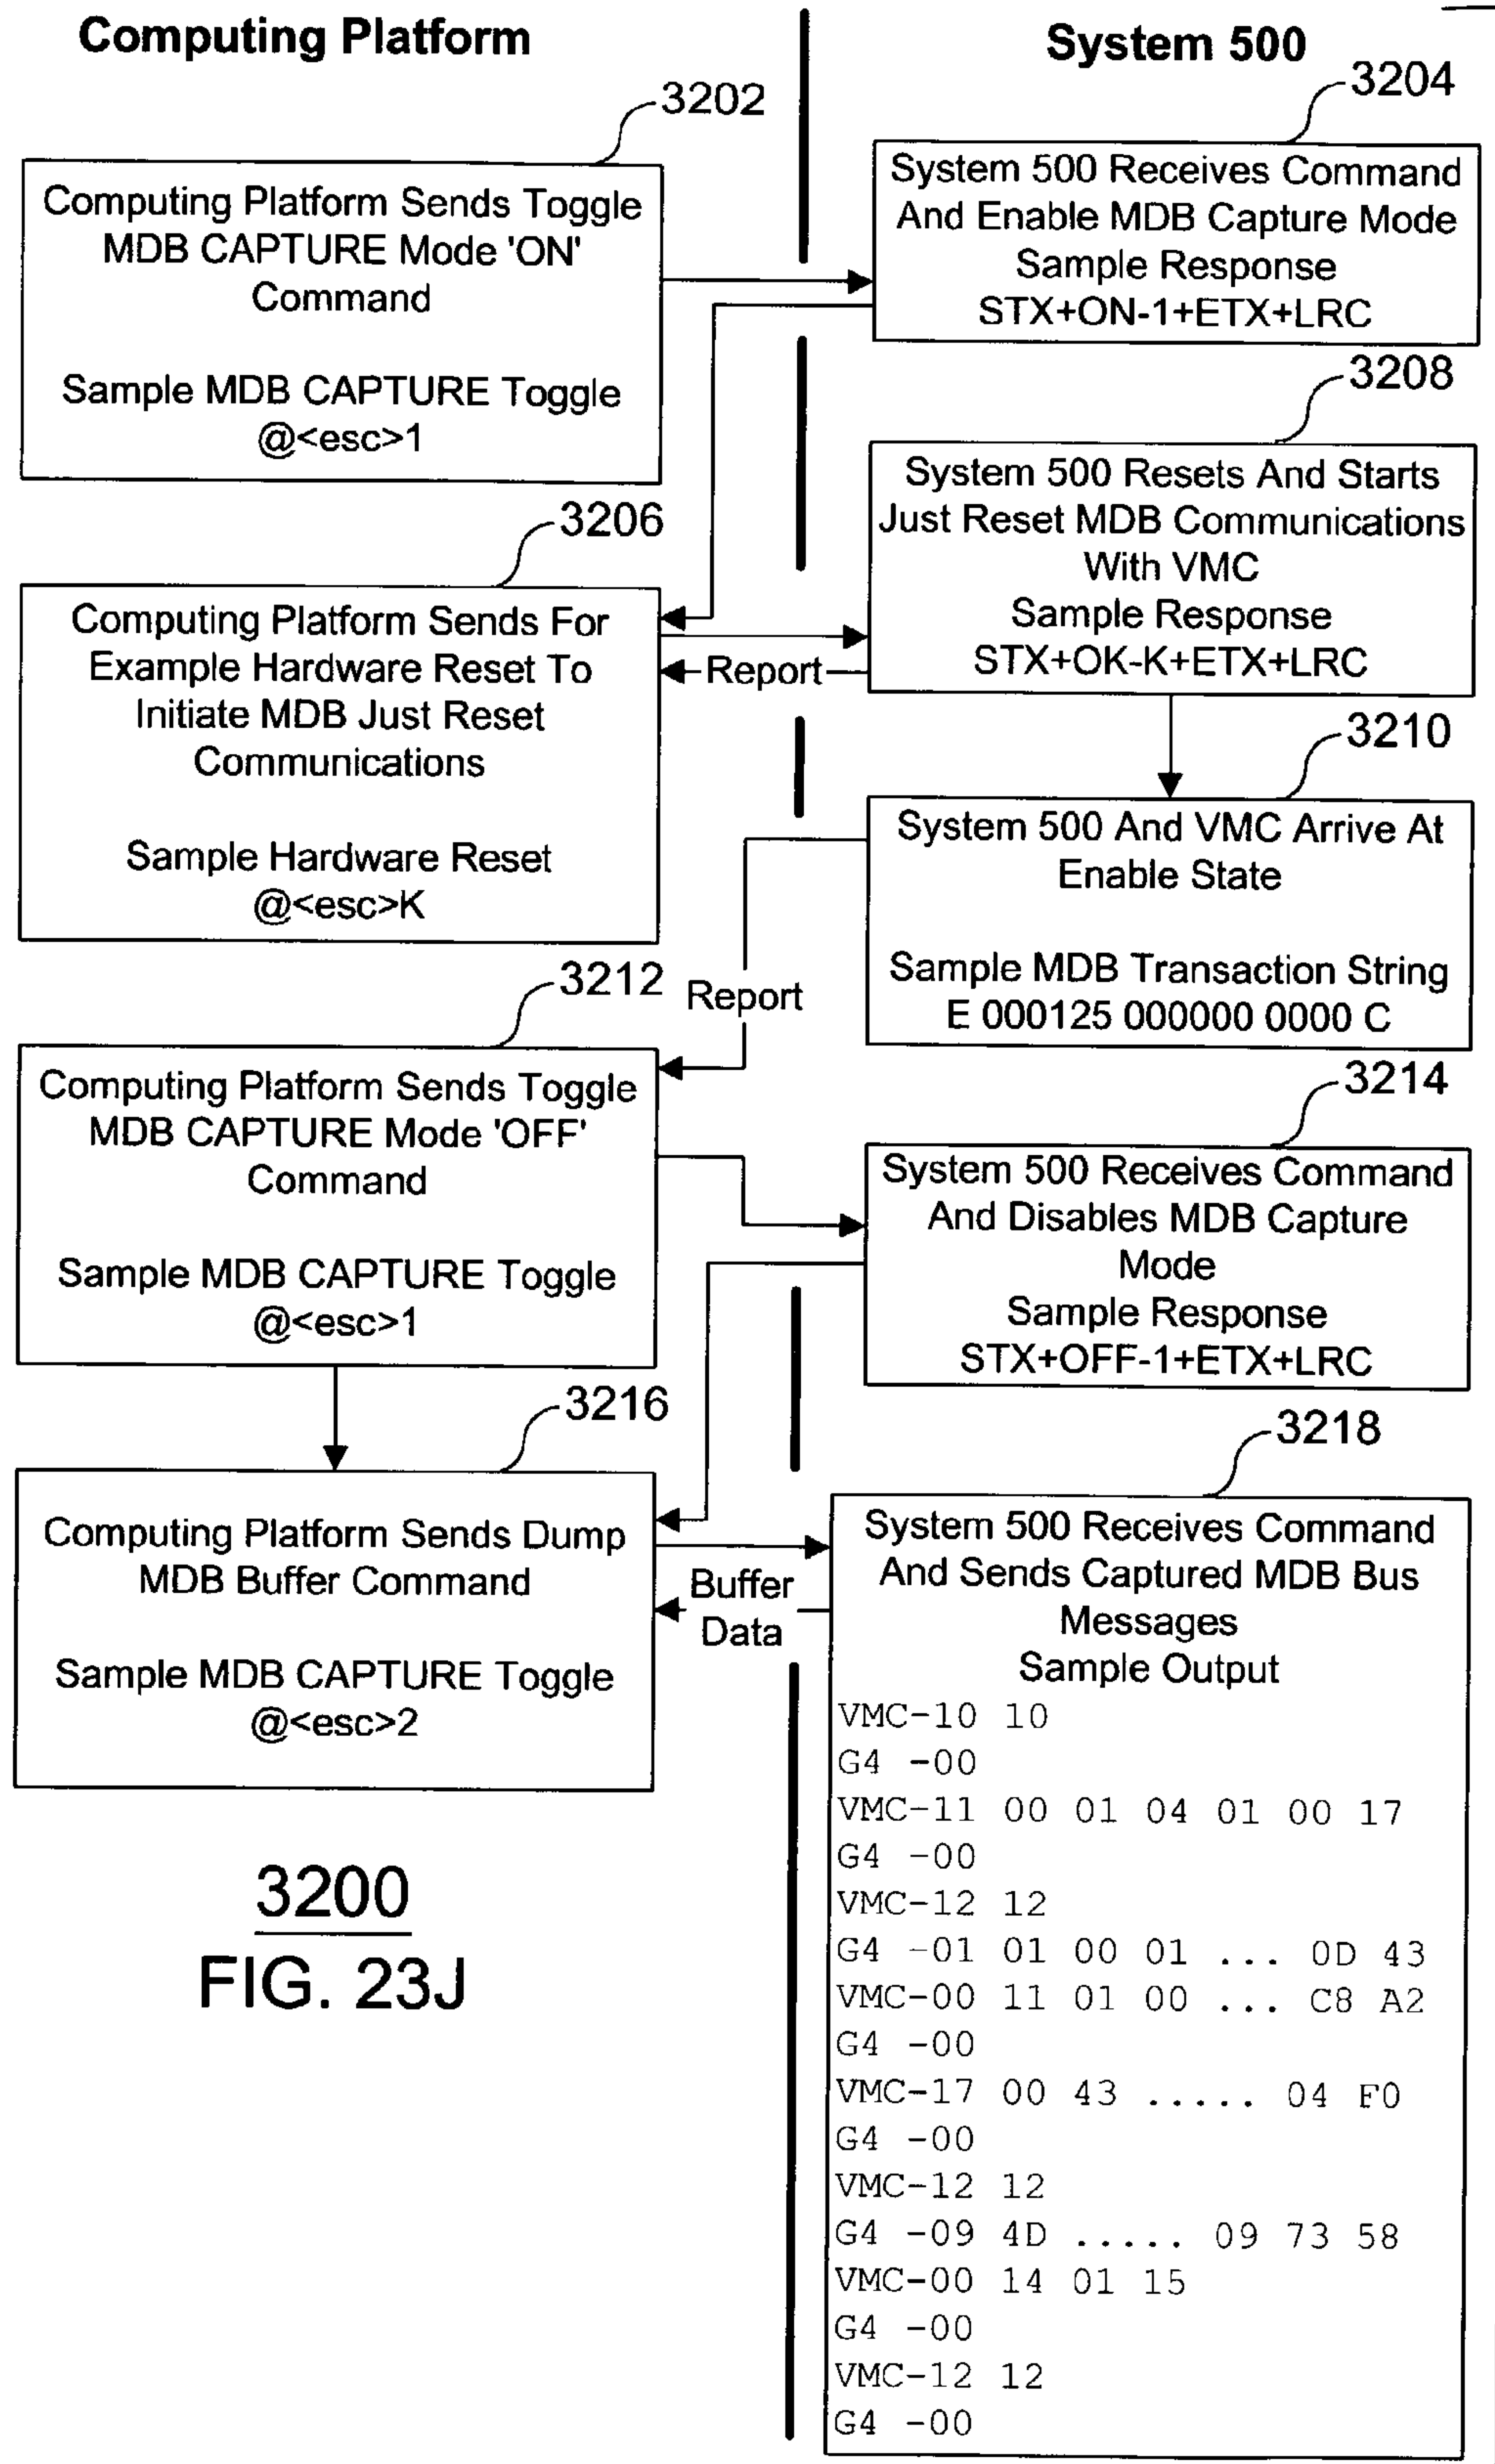 Computing Platform
System 500
3202
Computing Platform Sends Toggle
MDB CAPTURE Mode 'ON'
Command
Sample MDB CAPTURE Toggle
@<esc>1
3204
System 500 Receives Command
And Enable MDB Capture Mode
Sample Response
STX+ON-1+ETX+LRC
3206
Computing Platform Sends For
Example Hardware Reset To
Initiate MDB Just Reset
Communications
Sample Hardware Reset
@<esc>K
3208
System 500 Resets And Starts
Just Reset MDB Communications
With VMC
Sample Response
STX+OK-K+ETX+LRC
Report
3210
System 500 And VMC Arrive At
Enable State
Sample MDB Transaction String
E 000125 000000 0000 C
Report
3212
Computing Platform Sends Toggle
MDB CAPTURE Mode 'OFF'
Command
Sample MDB CAPTURE Toggle
@<esc>1
3214
System 500 Receives Command
And Disables MDB Capture
Mode
Sample Response
STX+OFF-1+ETX+LRC
3216
Computing Platform Sends Dump
MDB Buffer Command
Sample MDB CAPTURE Toggle
@<esc>2
Buffer
Data
3218
System 500 Receives Command
And Sends Captured MDB Bus
Messages
Sample Output
VMC-10 10
G4 -00
VMC-11 00 01 04 01 00 17
G4 -00
VMC-12 12
G4 -01 01 00 01 ... 0D 43
VMC-00 11 01 00 ... C8 A2
G4 -00
VMC-17 00 43 ..... 04 F0
G4 -00
VMC-12 12
G4 -09 4D ..... 09 73 58
VMC-00 14 01 15
G4 -00
VMC-12 12
G4 -00
3200
FIG. 23J